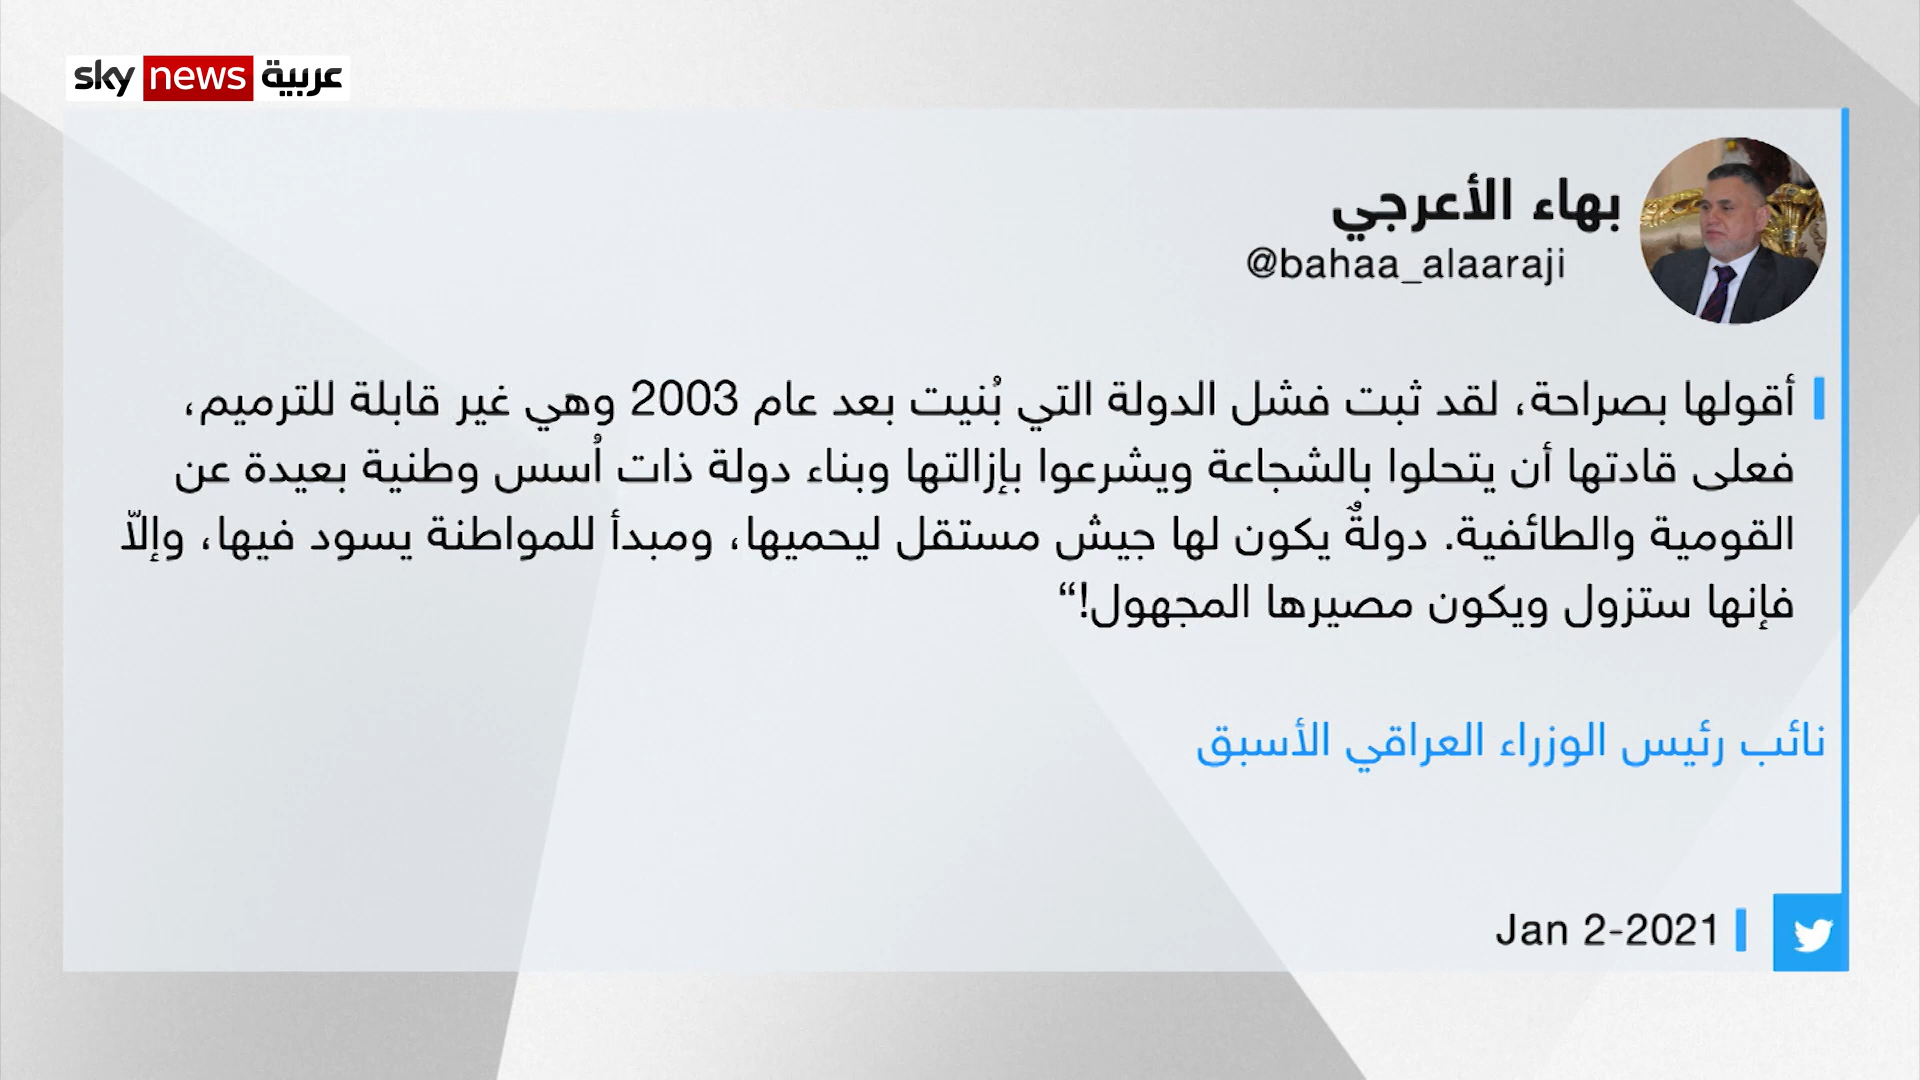 sky news عربية
بهاء الأعرجي
@bahaa_alaaraji
أقولها بصراحة، لقد ثبت فشل الدولة التي بُنيت بعد عام 2003 وهي غير قابلة للترميم،
فعلى قادتها أن يتحلوا بالشجاعة ويشرعوا بإزالتها وبناء دولة ذات اُسس وطنية بعيدة عن
القومية والطائفية. دولةٌ يكون لها جيش مستقل ليحميها، ومبدأ للمواطنة يسود فيها، وإلاّ
فإنها ستزول ويكون مصيرها المجهول!“
نائب رئيس الوزراء العراقي الأسبق
Jan 2-2021